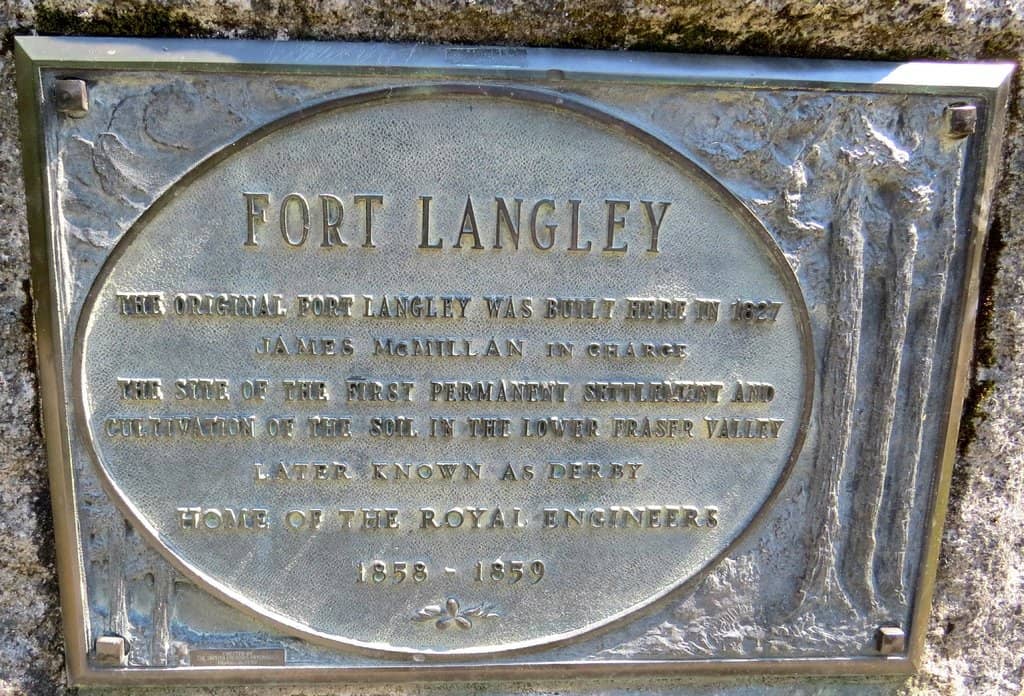 FORT LANGLEY
THE ORIGINAL FORT LANGLEY WAS BUILT HERE IN 1827
JAMES McMILLAN IN CHARGE
THE SITE OF THE FIRST PERMANENT SETTLEMENT AND
CULTIVATION OF THE SOIL IN THE LOWER FRASER VALLEY
LATER KNOWN AS DERBY
HOME OF THE ROYAL ENGINEERS
1858 - 1859